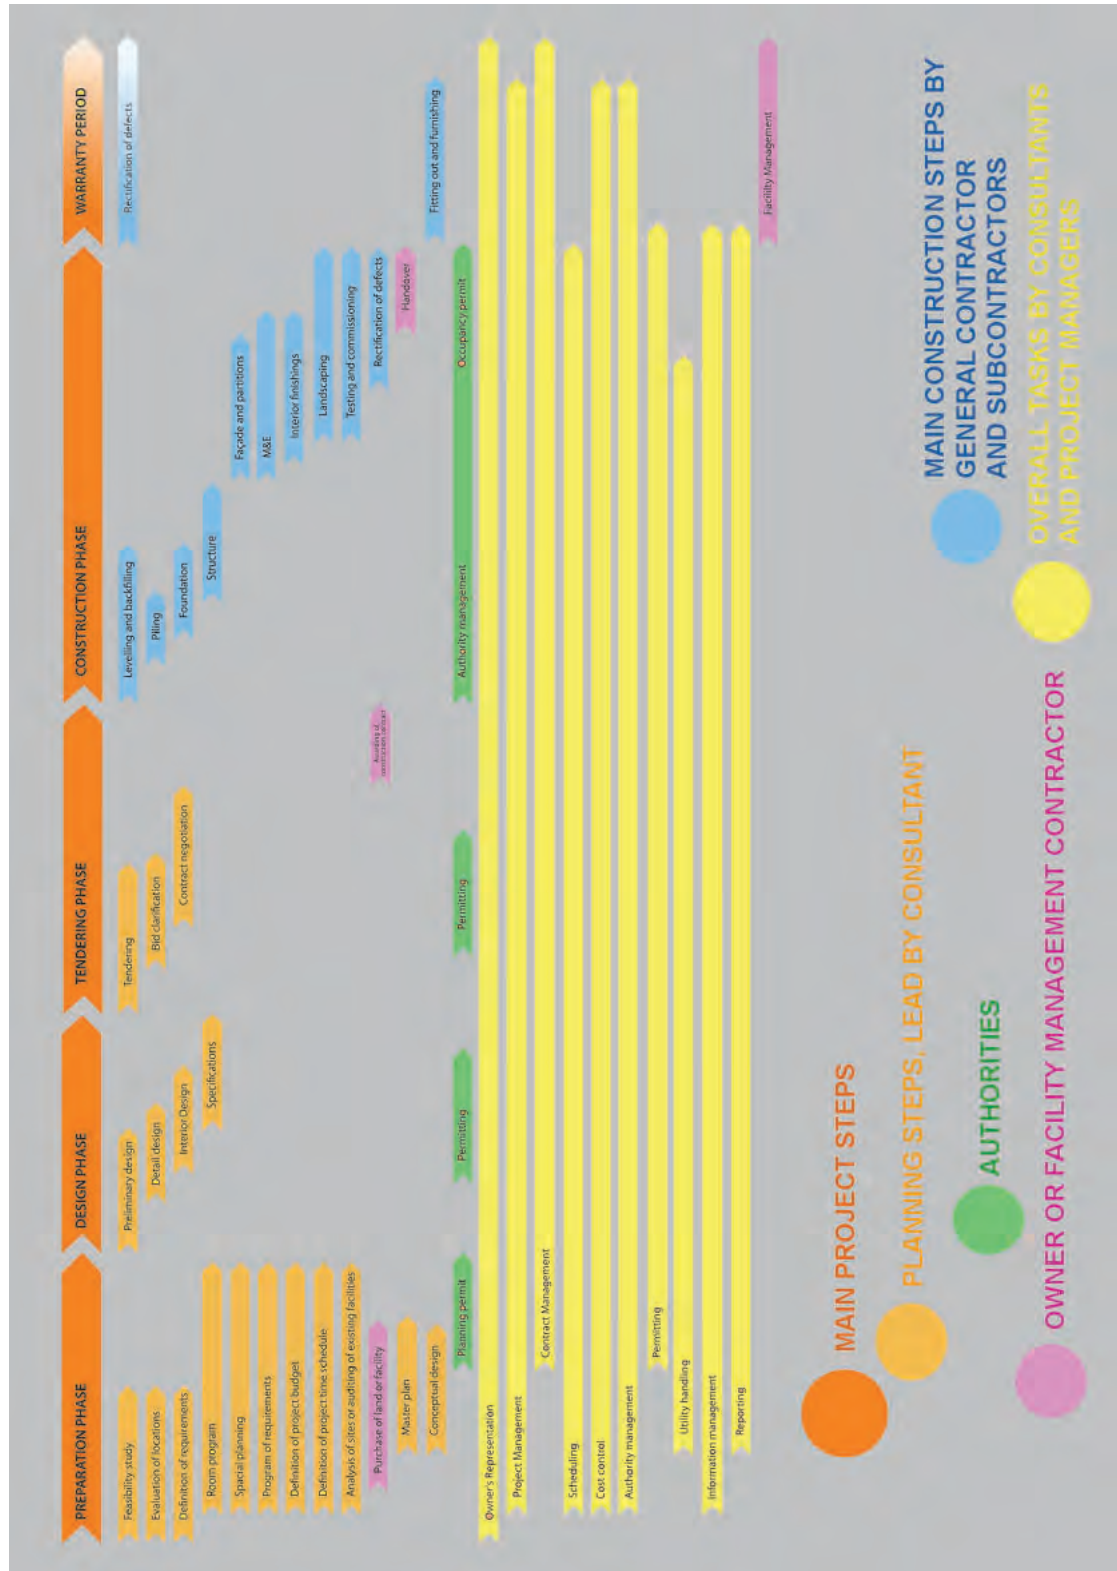 PREPARATION PHASE
DESIGN PHASE
TENDERING PHASE
CONSTRUCTION PHASE
WARRANTY PERIOD
Feasibility study
Preliminary design
Tendering
Levelling and backfilling
Rectification of defects
Evaluation of locations
Detail design
Bid clarification
Piling
Definition of requirements
Interior Design
Contract negotiation
Foundation
Room program
Specifications
Structure
Spacial planning
Façade and partitions
Program of requirements
M&E
Definition of project budget
Interior finishings
Definition of project time schedule
Landscaping
Analysis of sites or auditing of existing facilities
Testing and commissioning
Purchase of land or facility
Awarding of
construction contract
Rectification of defects
Master plan
Handover
Conceptual design
Fitting out and furnishing
Planning permit
Permitting
Permitting
Authority management
Occupancy permit
Owner's Representation
Project Management
Contract Management
Scheduling
Cost control
Authority management
Permitting
Utility handling
Information management
Reporting
Facility Management
MAIN PROJECT STEPS
PLANNING STEPS, LEAD BY CONSULTANT
AUTHORITIES
OWNER OR FACILITY MANAGEMENT CONTRACTOR
MAIN CONSTRUCTION STEPS BY
GENERAL CONTRACTOR
AND SUBCONTRACTORS
OVERALL TASKS BY CONSULTANTS
AND PROJECT MANAGERS